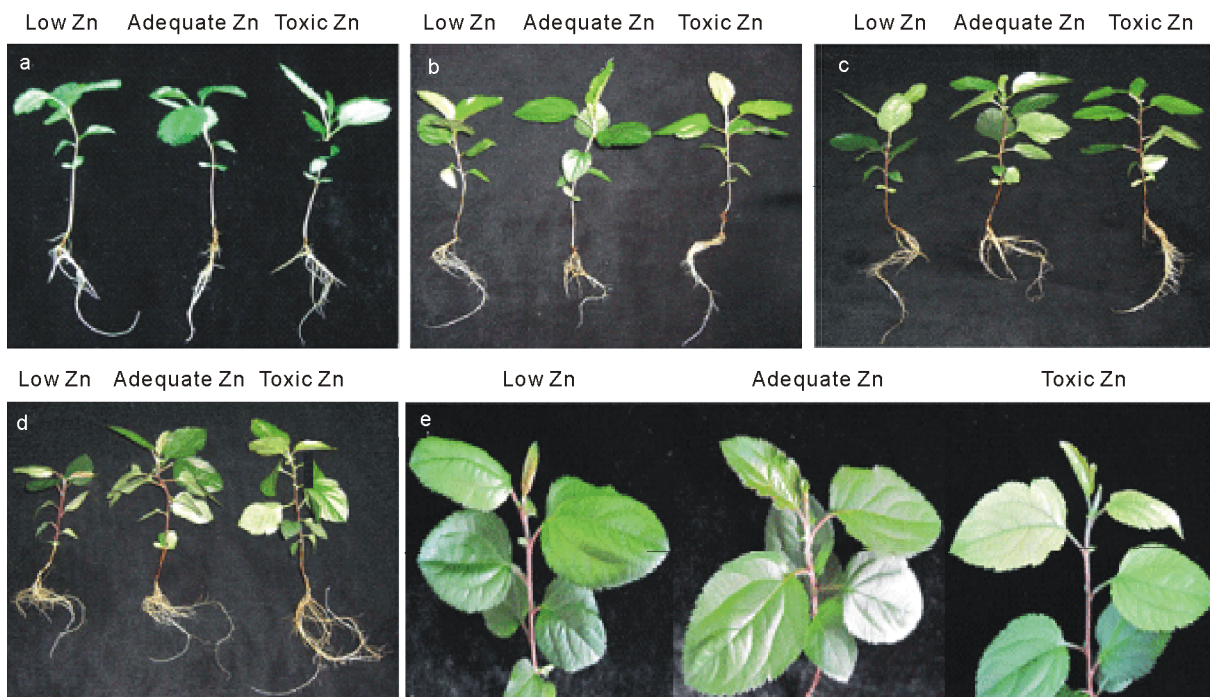 Low Zn Adequate Zn Toxic Zn Low Zn Adequate Zn Toxic Zn Low Zn Adequate Zn Toxic Zn
a b c
Low Zn Adequate Zn Toxic Zn Low Zn Adequate Zn Toxic Zn
d e